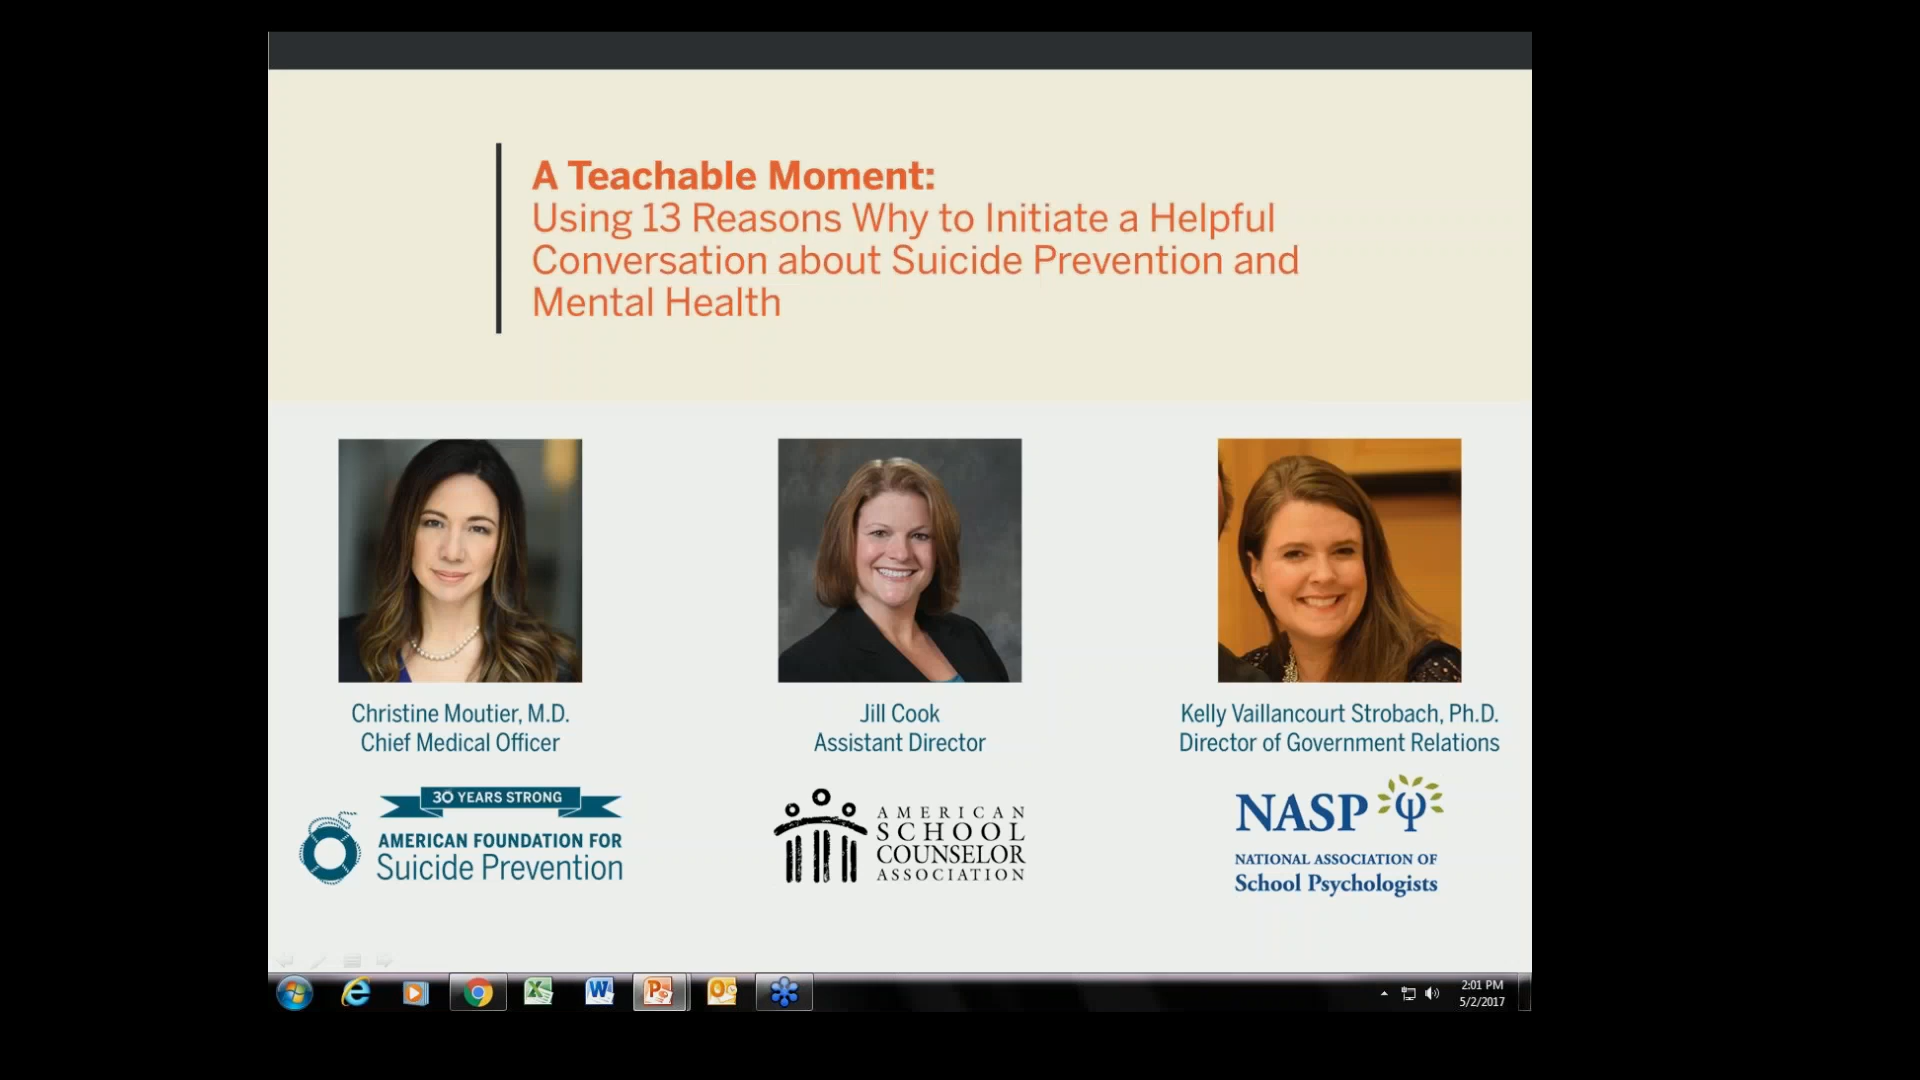 A Teachable Moment:
Using 13 Reasons Why to Initiate a Helpful
Conversation about Suicide Prevention and
Mental Health
Christine Moutier, M.D.
Chief Medical Officer
30 YEARS STRONG
AMERICAN FOUNDATION FOR
Suicide Prevention
Jill Cook
Assistant Director
AMERICAN
SCHOOL
COUNSELOR
ASSOCIATION
Kelly Vaillancourt Strobach, Ph.D.
Director of Government Relations
NASP
NATIONAL ASSOCIATION OF
School Psychologists
2:01 PM
5/2/2017